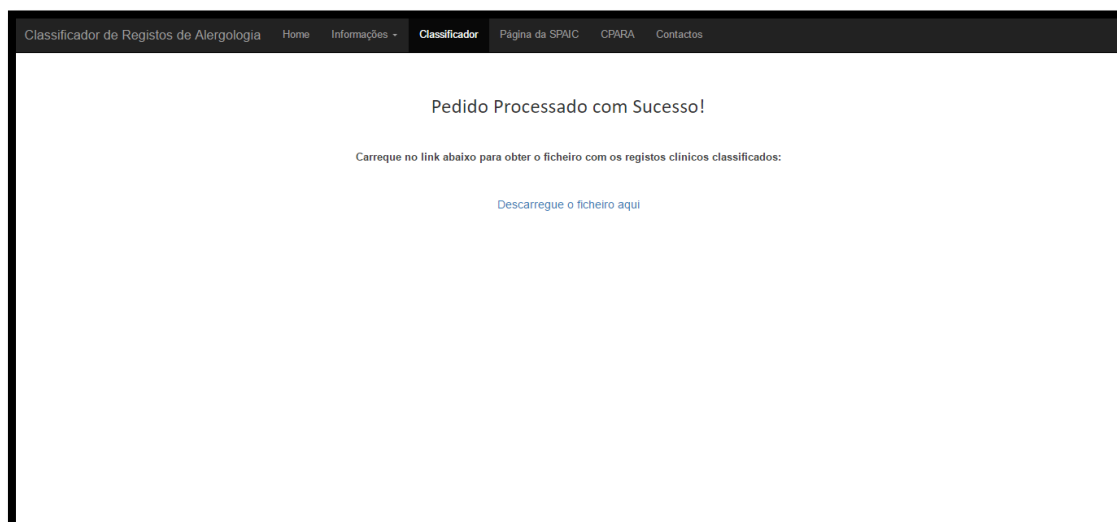 Classificador de Registos de Alergologia Home Informações Classificador Página da SPAIC CPARA Contactos
Pedido Processado com Sucesso!
Carreque no link abaixo para obter o ficheiro com os registos clínicos classificados:
Descarregue o ficheiro aqui